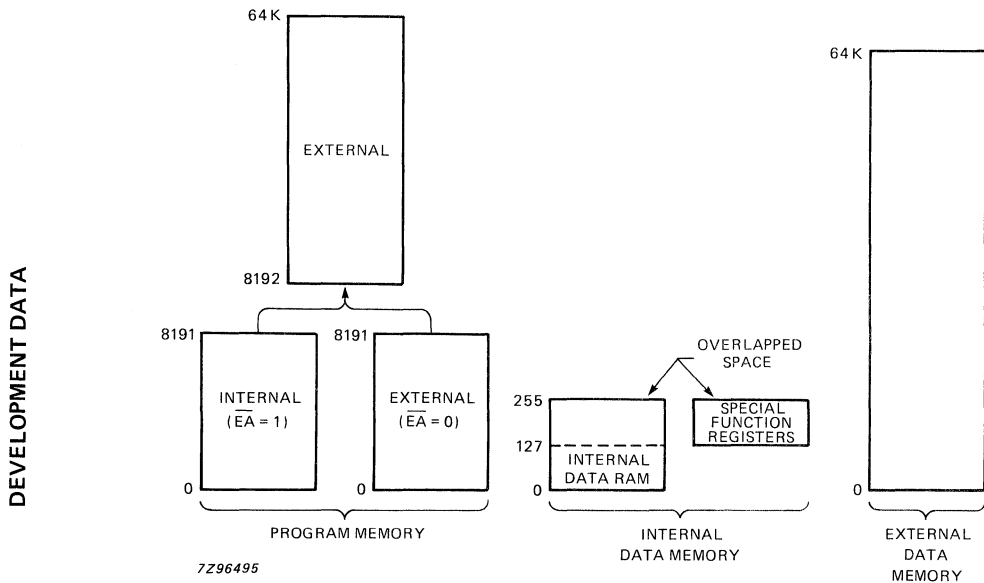 DEVELOPMENT DATA
64K
EXTERNAL
8192
8191
INTERNAL
(EA = 1)
0
8191
EXTERNAL
(EA = 0)
0
PROGRAM MEMORY
OVERLAPPED
SPACE
255
127
INTERNAL
DATA RAM
0
SPECIAL
FUNCTION
REGISTERS
INTERNAL
DATA MEMORY
64K
0
EXTERNAL
DATA
MEMORY
7Z96495